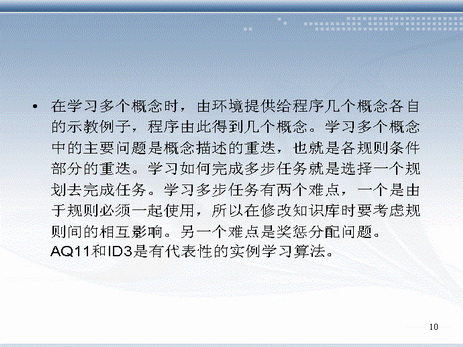 • 在学习多个概念时，由环境提供给程序几个概念各自
的示教例子，程序由此得到几个概念。学习多个概念
中的主要问题是概念描述的重迭，也就是各规则条件
部分的重迭。学习如何完成多步任务就是选择一个规
划去完成任务。学习多步任务有两个难点，一个是由
于规则必须一起使用，所以在修改知识库时要考虑规
则间的相互影响。另一个难点是奖惩分配问题。
AQ11和ID3是有代表性的实例学习算法。
10